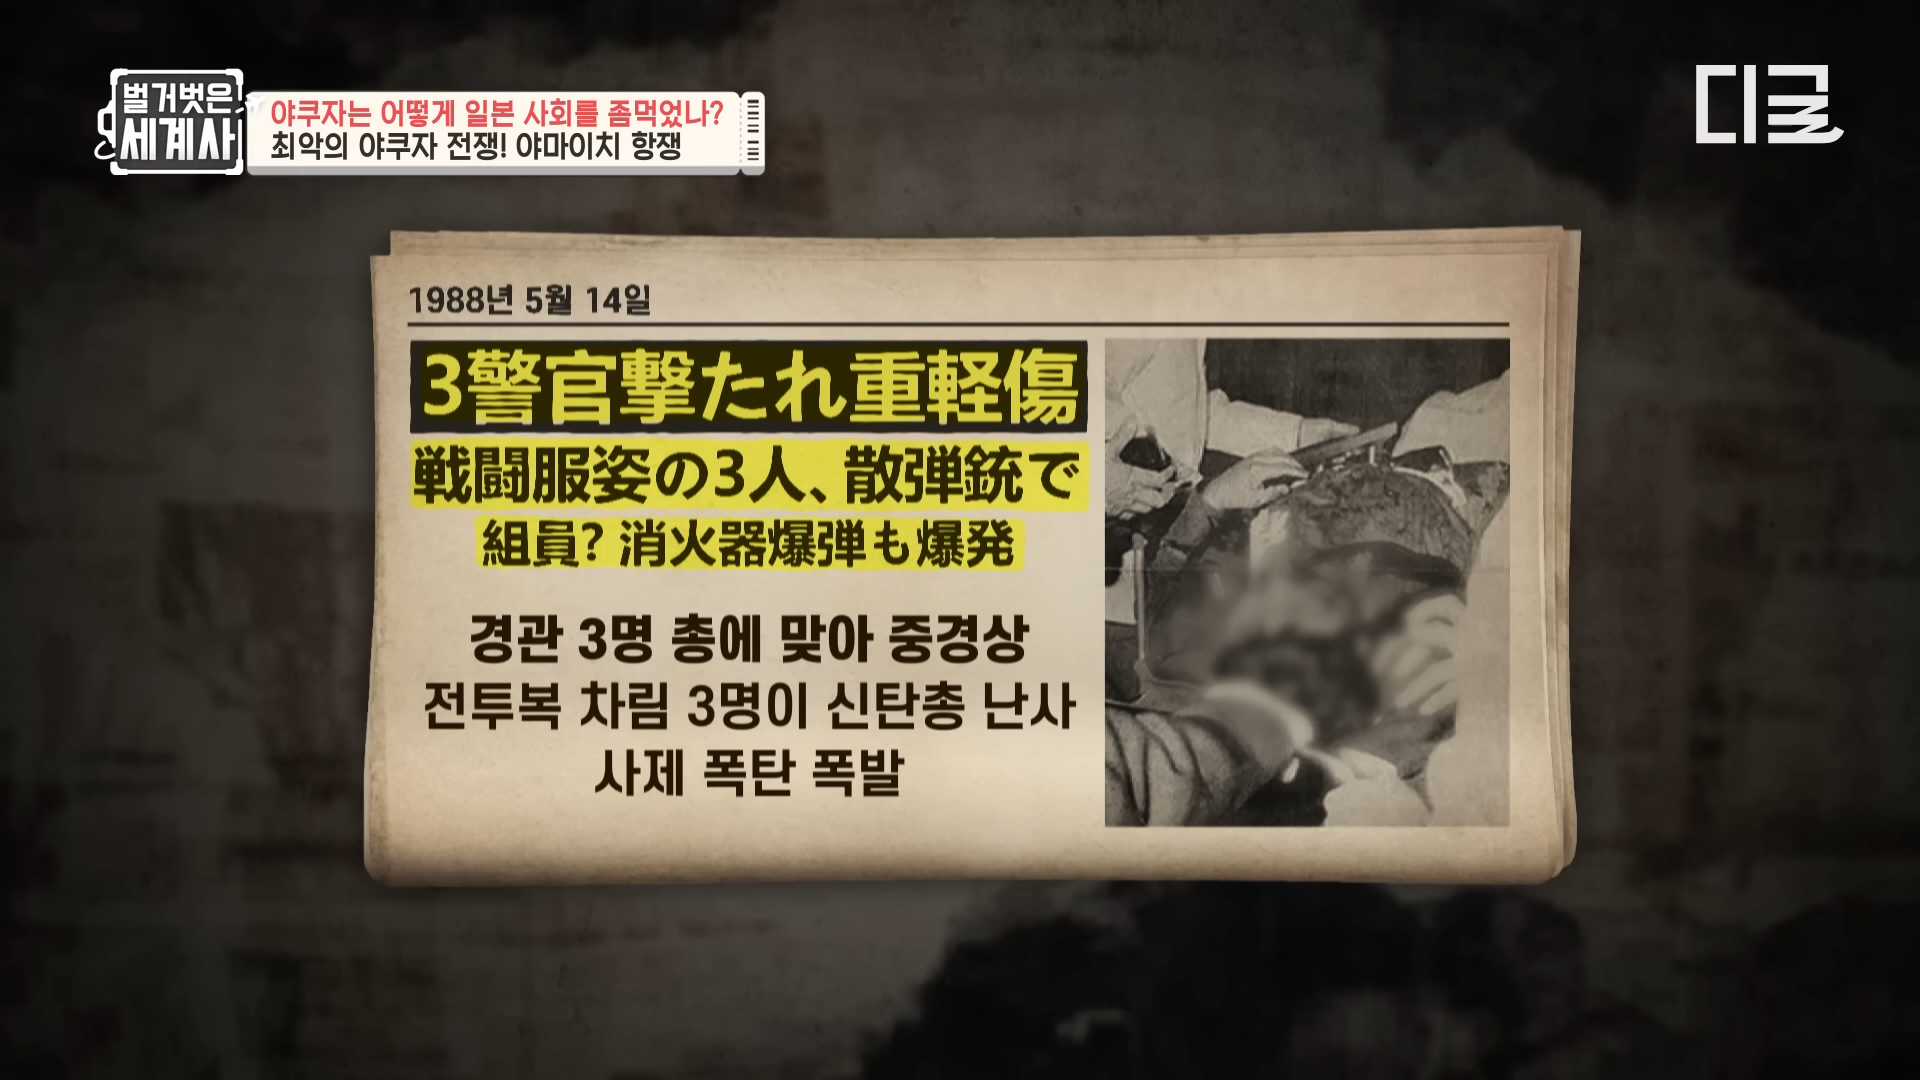 벌거벗은
세계사
야쿠자는 어떻게 일본 사회를 좀먹었나?
최악의 야쿠자 전쟁! 야마이치 항쟁
디글
1988년 5월 14일
3警官撃たれ重軽傷
戦闘服姿の3人、散弾銃で
組員? 消火器爆弾も爆発
경관 3명 총에 맞아 중경상
전투복 차림 3명이 신탄총 난사
사제 폭탄 폭발